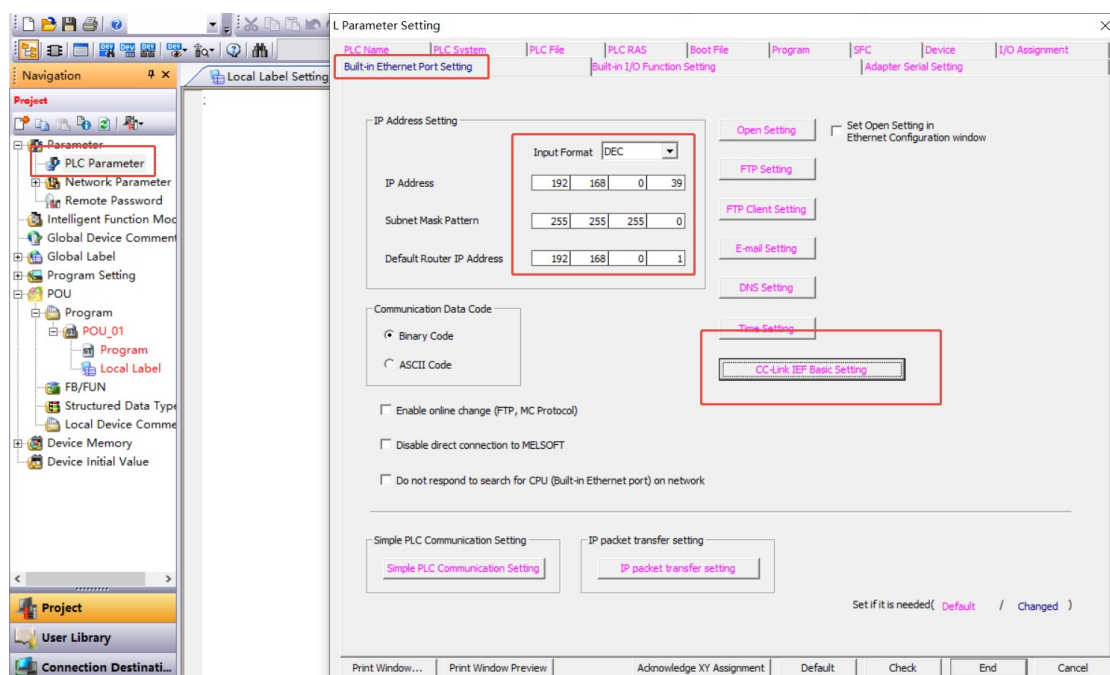 L Parameter Setting
PLC Name PLC System PLC File PLC RAS Boot File Program SFC Device I/O Assignment
Built-in Ethernet Port Setting Built-in I/O Function Setting Adapter Serial Setting
Navigation
Local Label Setting
Project
Parameter
PLC Parameter
Network Parameter
Remote Password
Intelligent Function Moc
Global Device Comment
Global Label
Program Setting
POU
Program
POU_01
Program
Local Label
FB/FUN
Structured Data Type
Local Device Comme
Device Memory
Device Initial Value
Project
User Library
Connection Destinati...
IP Address Setting
Input Format DEC
IP Address 192 168 0 39
Subnet Mask Pattern 255 255 255 0
Default Router IP Address 192 168 0 1
Open Setting
Set Open Setting in
Ethernet Configuration window
FTP Setting
FTP Client Setting
E-mail Setting
DNS Setting
Time Setting
CC-Link IEF Basic Setting
Communication Data Code
Binary Code
ASCII Code
Enable online change (FTP, MC Protocol)
Disable direct connection to MELSOFT
Do not respond to search for CPU (Built-in Ethernet port) on network
Simple PLC Communication Setting
Simple PLC Communication Setting
IP packet transfer setting
IP packet transfer setting
Set if it is needed( Default / Changed )
Print Window... Print Window Preview Acknowledge XY Assignment Default Check End Cancel